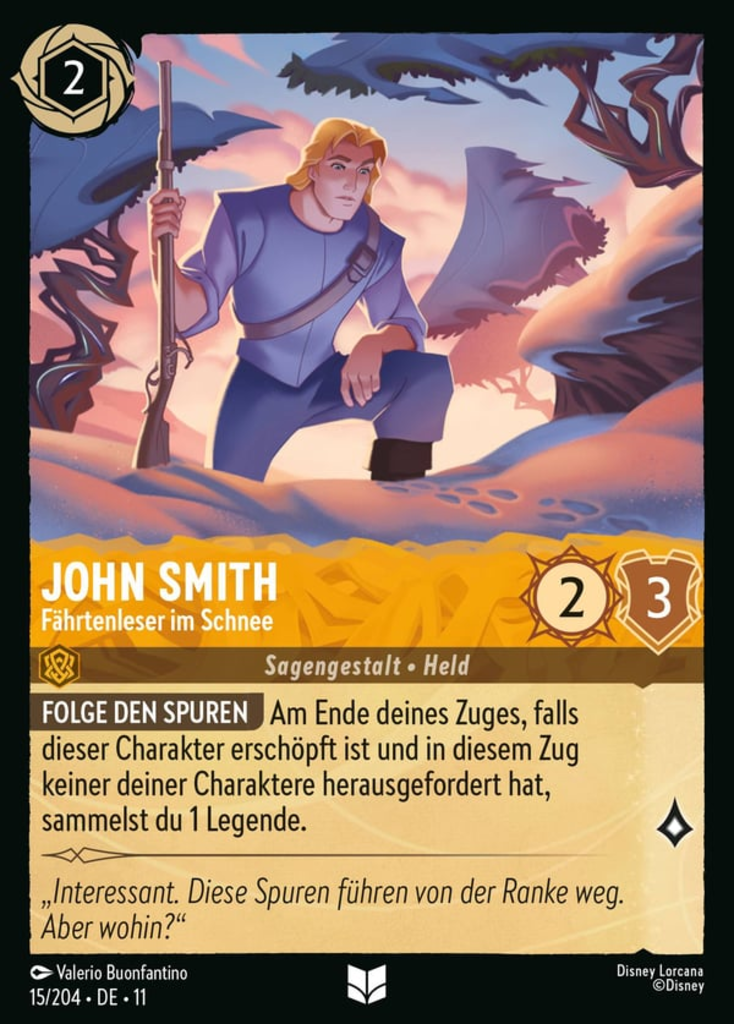 2
JOHN SMITH
Fährtenleser im Schnee
2
3
Sagengestalt • Held
FOLGE DEN SPUREN Am Ende deines Zuges, falls
dieser Charakter erschöpft ist und in diesem Zug
keiner deiner Charaktere herausgefordert hat,
sammelst du 1 Legende.
„Interessant. Diese Spuren führen von der Ranke weg.
Aber wohin?“
Valerio Buonfantino
15/204 • DE • 11
Disney Lorcana
©Disney